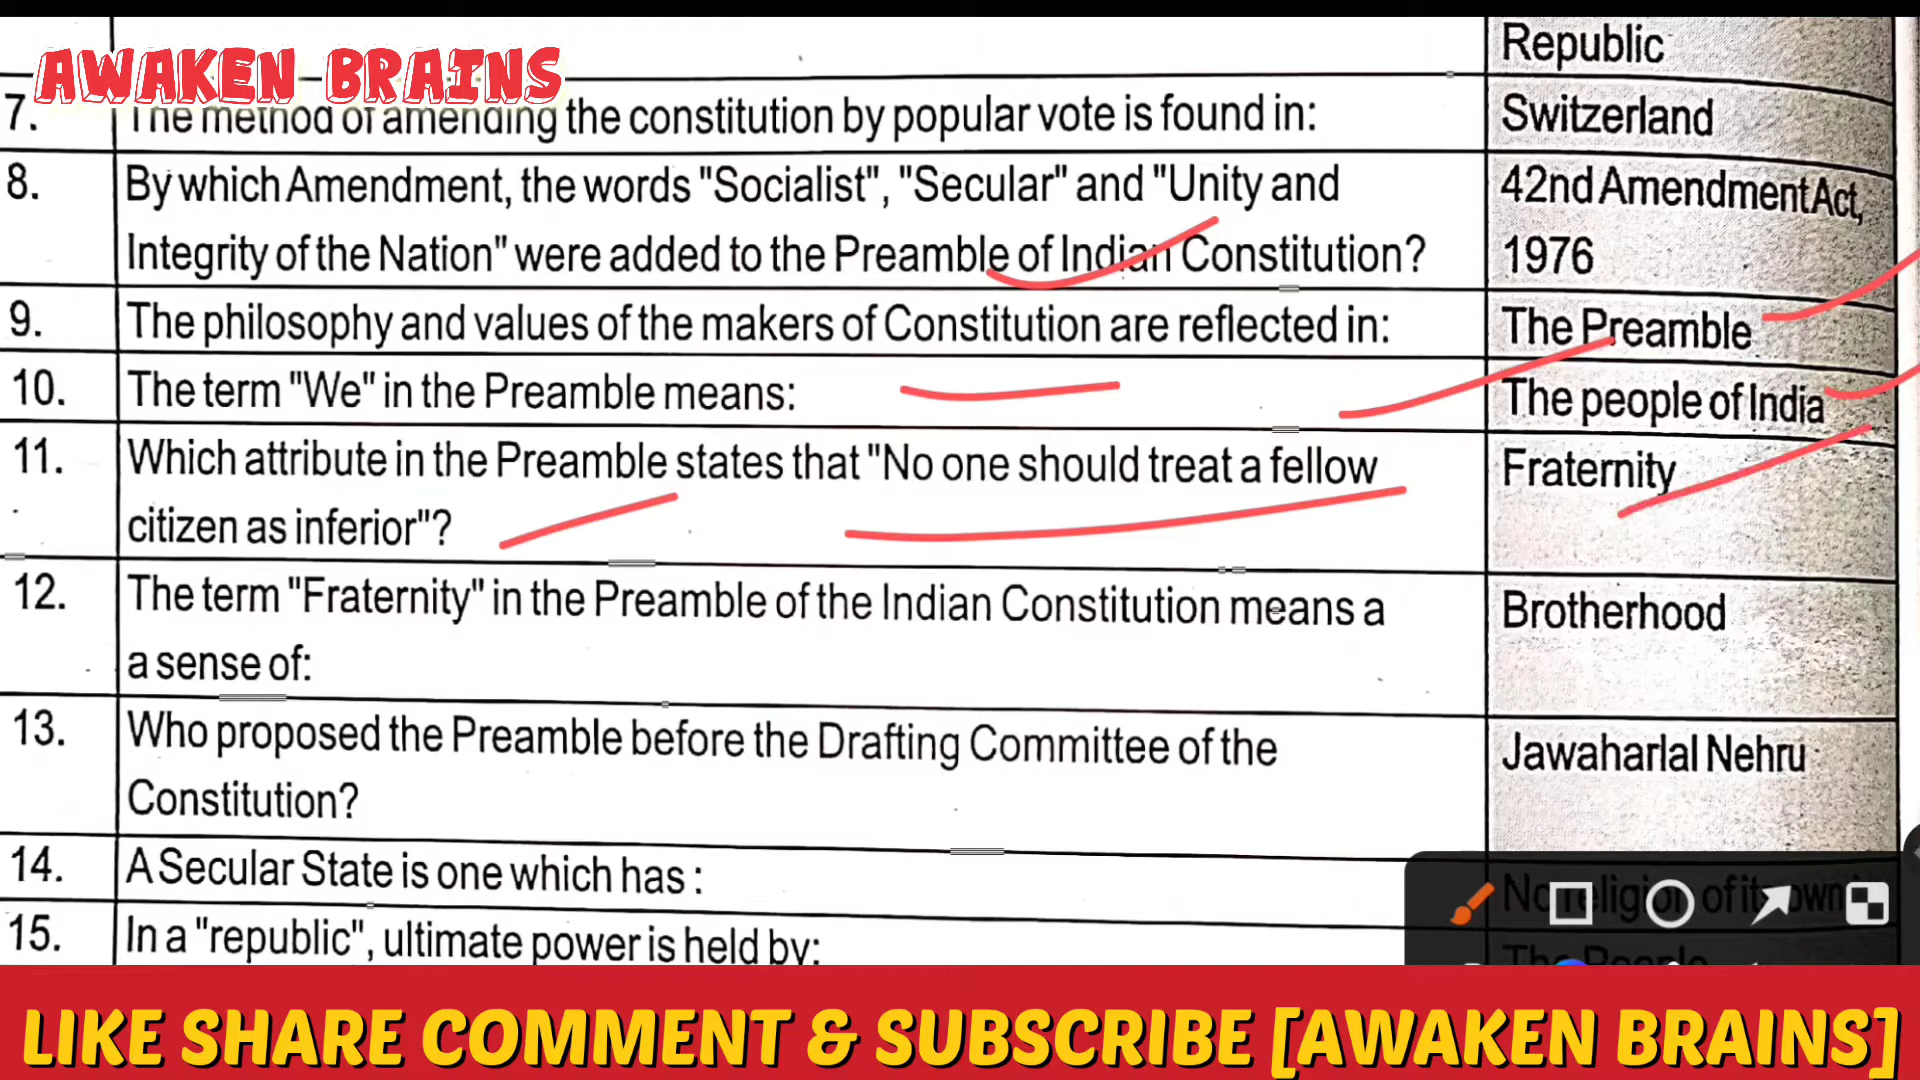 Republic
AWAKEN BRAINS
7. The method of amending the constitution by popular vote is found in: Switzerland
8. By which Amendment, the words "Socialist", "Secular" and "Unity and 42nd Amendment Act,
Integrity of the Nation" were added to the Preamble of Indian Constitution? 1976
9. The philosophy and values of the makers of Constitution are reflected in: The Preamble
10. The term "We" in the Preamble means: The people of India
11. Which attribute in the Preamble states that "No one should treat a fellow Fraternity
citizen as inferior"?
12. The term "Fraternity" in the Preamble of the Indian Constitution means a Brotherhood
a sense of:
13. Who proposed the Preamble before the Drafting Committee of the Jawaharlal Nehru
Constitution?
14. A Secular State is one which has : No religion of its own
15. In a "republic", ultimate power is held by: The People
LIKE SHARE COMMENT & SUBSCRIBE [AWAKEN BRAINS]